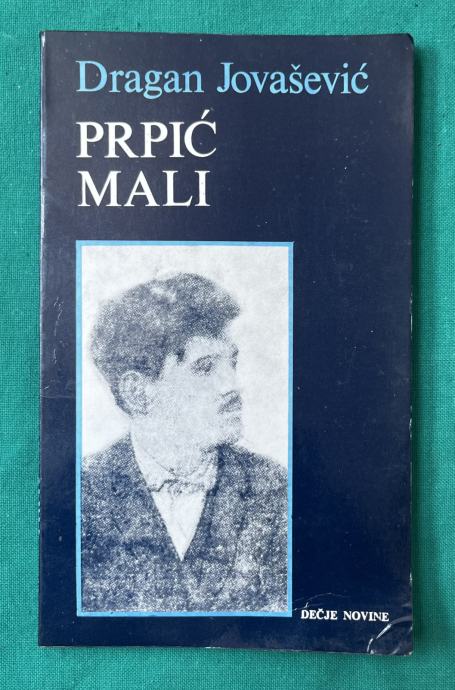 Dragan Jovašević
PRPIĆ
MALI
DEČJE NOVINE